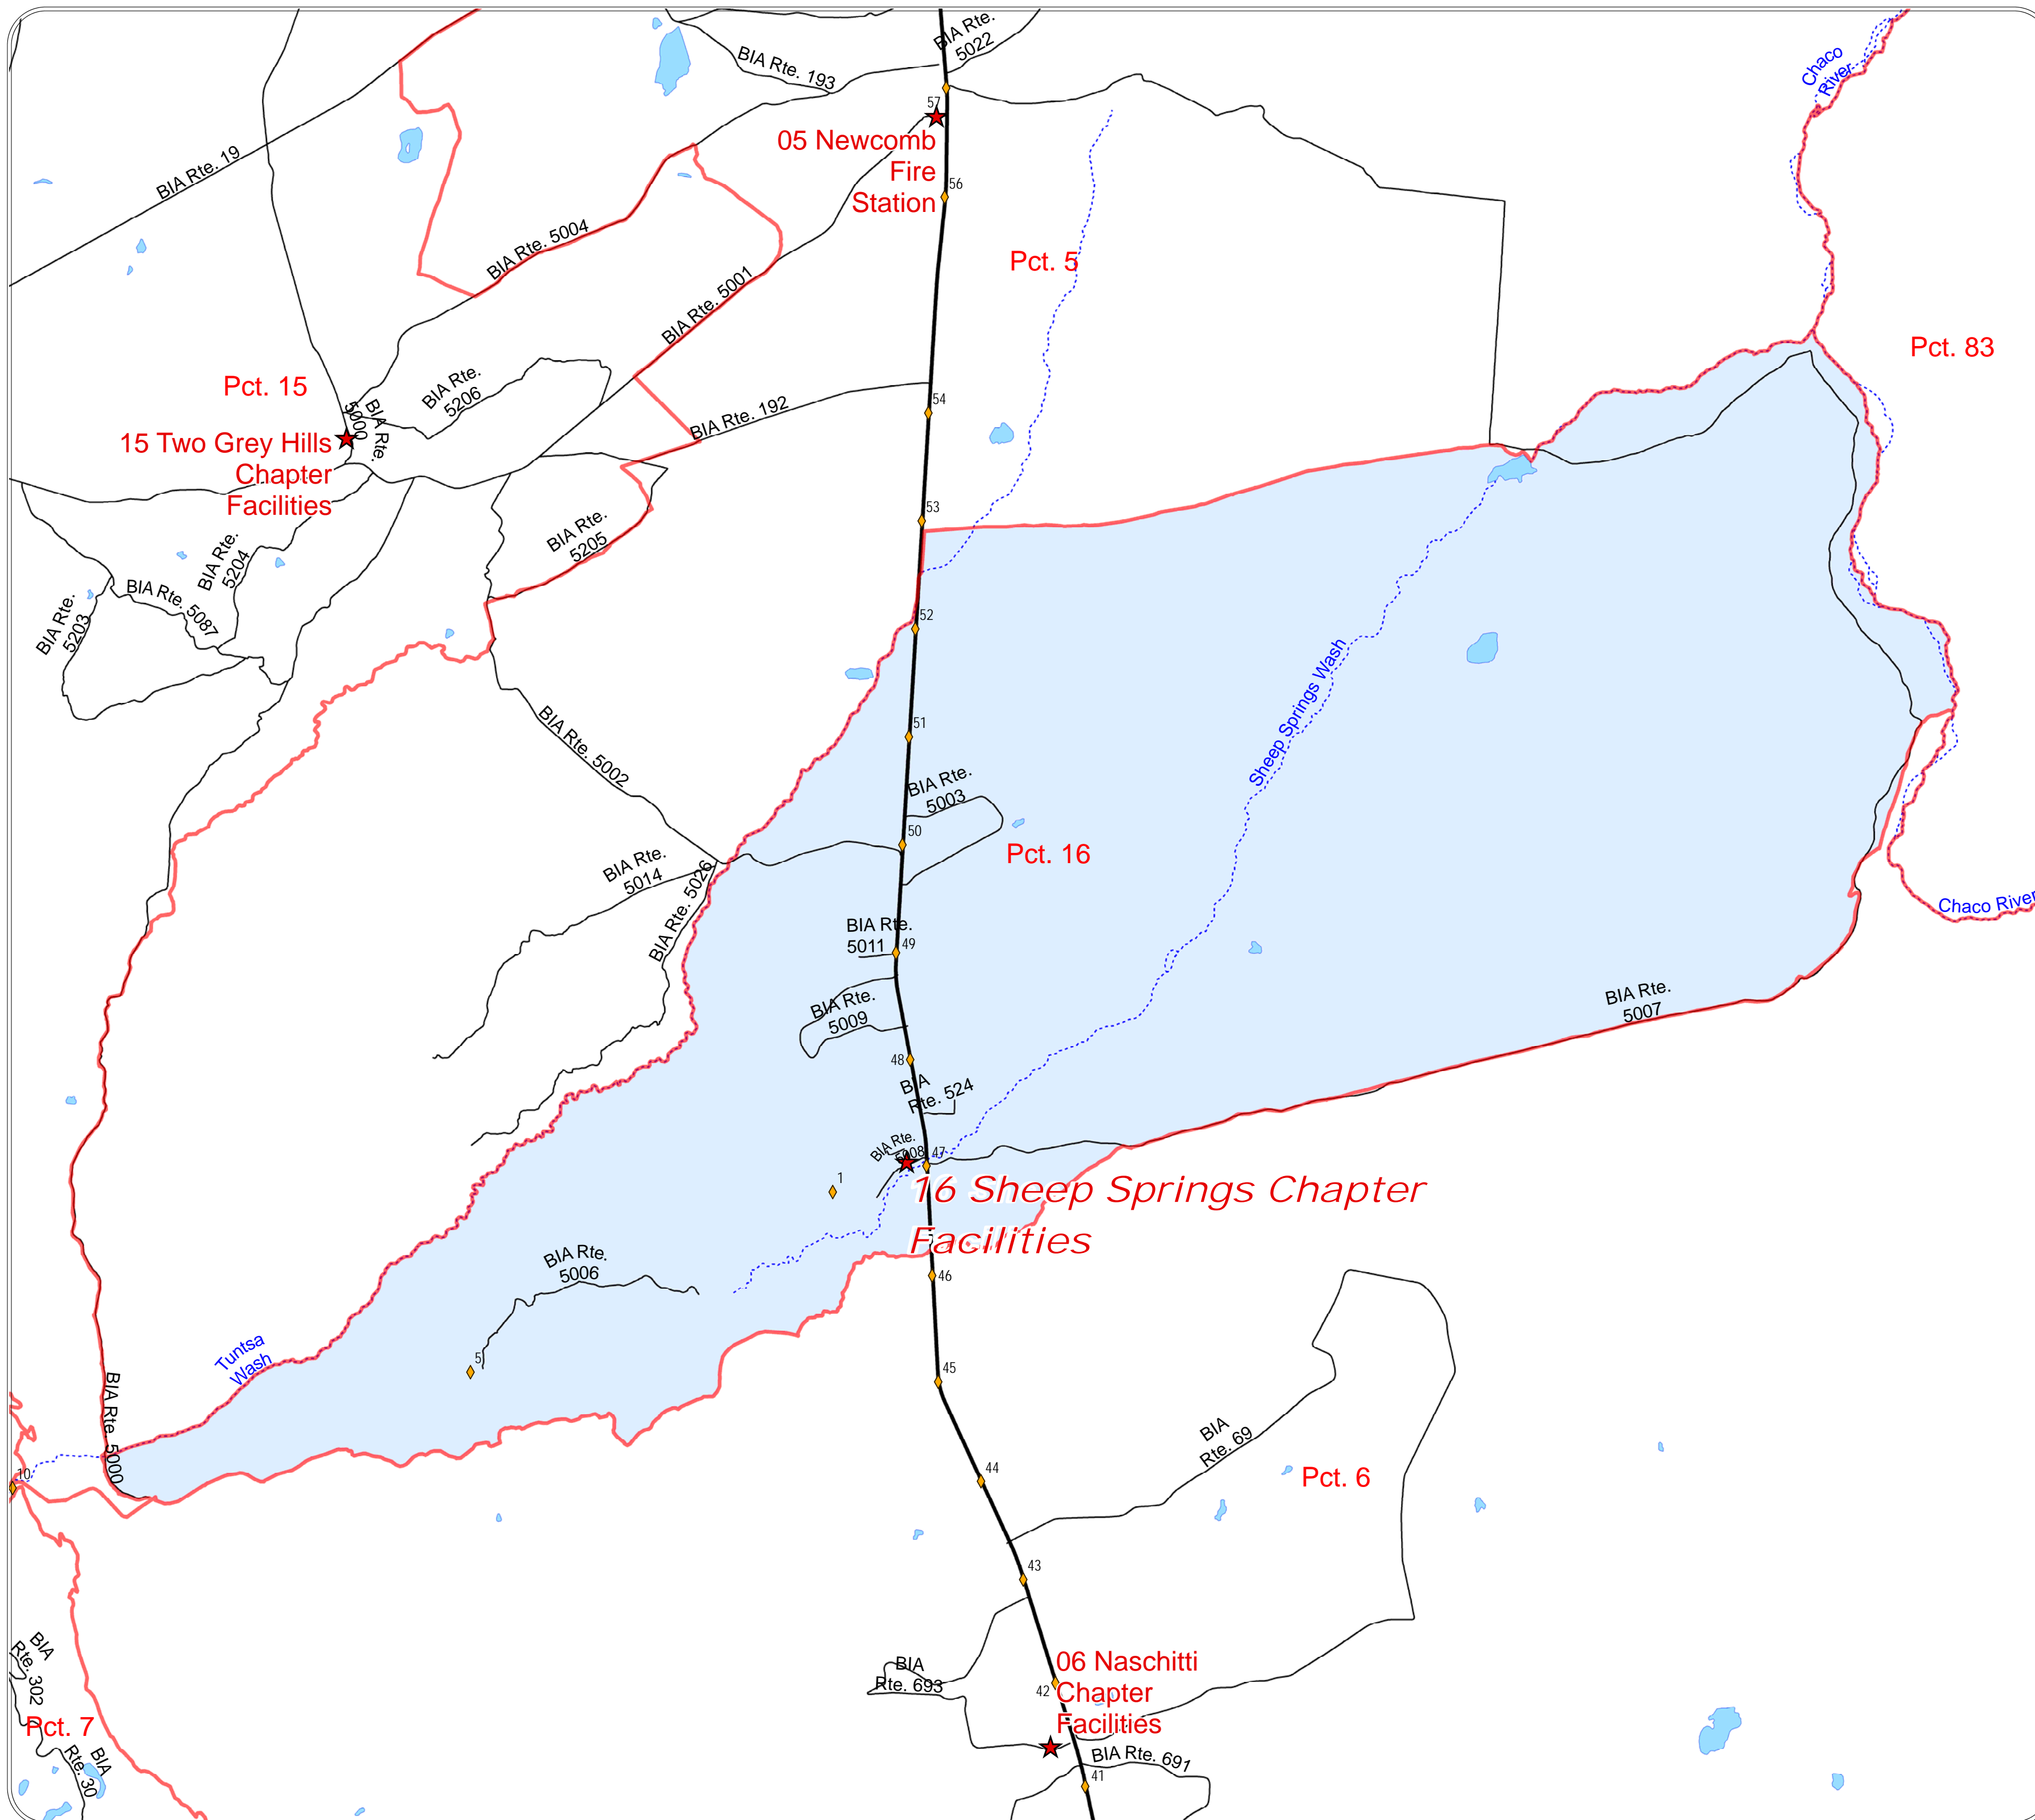 BIA Rte.
5022
BIA Rte. 193
Chaco
River
57
05 Newcomb
Fire
Station
BIA Rte. 19
56
BIA Rte. 5004
Pct. 5
BIA Rte. 5001
Pct. 83
Pct. 15
BIA Rte.
5206
54
BIA Rte. 192
BIA Rte.
5000
15 Two Grey Hills
Chapter
Facilities
53
BIA Rte.
5205
BIA Rte.
5204
BIA Rte. 5087
BIA Rte.
5203
52
Sheep Springs Wash
51
BIA Rte. 5002
BIA Rte.
5003
50
Pct. 16
BIA Rte.
5014
BIA Rte. 5026
Chaco River
BIA Rte.
5011
49
BIA Rte.
5009
BIA Rte.
5007
48
BIA
Rte. 524
BIA Rte.
5008
47
1
16 Sheep Springs Chapter
Facilities
BIA Rte.
5006
46
Tuntsa
Wash
5
45
BIA Rte. 5000
BIA
Rte. 69
10
44
Pct. 6
43
BIA
Rte. 302
06 Naschitti
Chapter
Facilities
BIA
Rte. 693
42
Pct. 7
BIA
Rte. 30
BIA Rte. 691
41